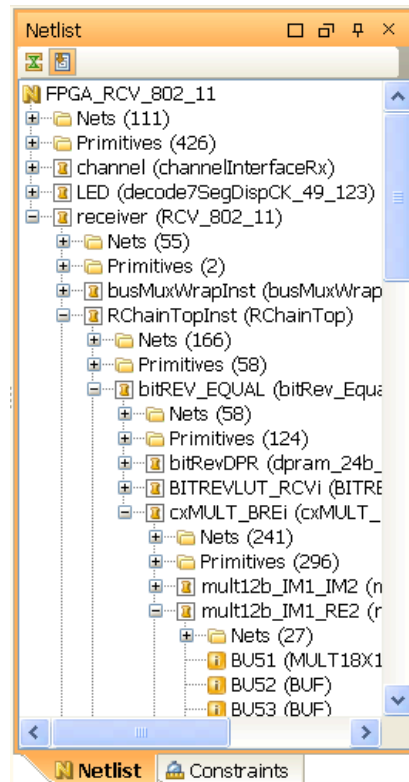 Netlist
FPGA_RCV_802_11
Nets (111)
Primitives (426)
channel (channelInterfaceRx)
LED (decode7SegDispCK_49_123)
receiver (RCV_802_11)
Nets (55)
Primitives (2)
busMuxWrapInst (busMuxWrap
RChainTopInst (RChainTop)
Nets (166)
Primitives (58)
bitREV_EQUAL (bitRev_Equa
Nets (58)
Primitives (124)
bitRevDPR (dpram_24b_
BITREVLUT_RCVi (BITRE
cxMULT_BREi (cxMULT_
Nets (241)
Primitives (296)
mult12b_IM1_IM2 (
mult12b_IM1_RE2 (
Nets (27)
BU51 (MULT18X1
BU52 (BUF)
BU53 (BUF)
Netlist Constraints